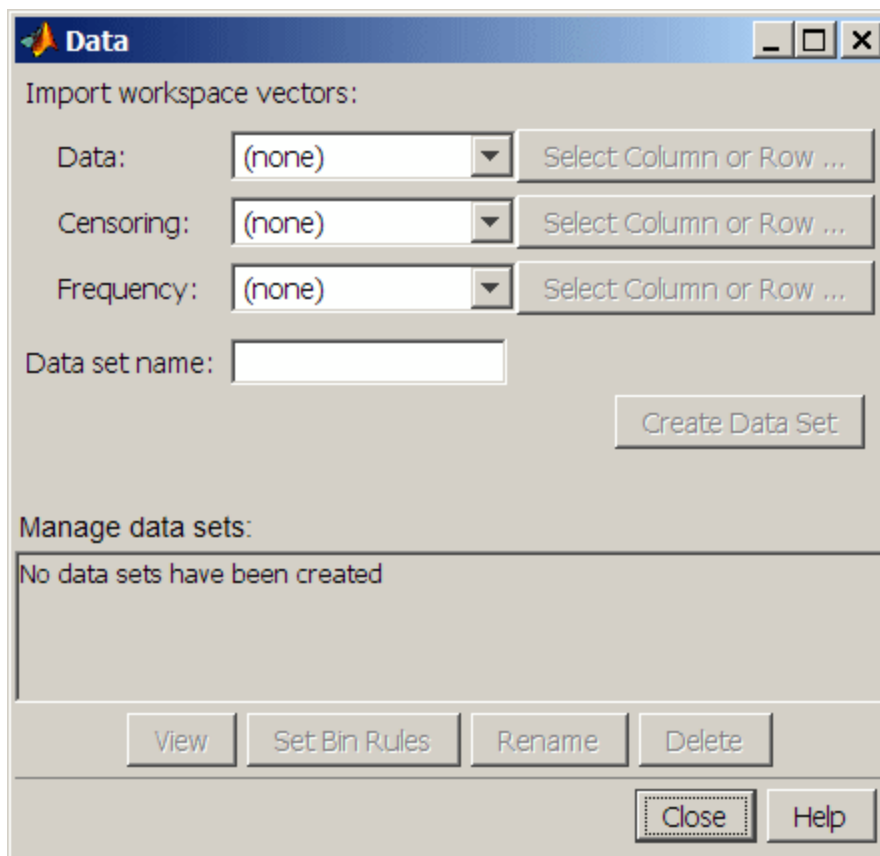 Data
Import workspace vectors:
Data: (none) Select Column or Row ...
Censoring: (none) Select Column or Row ...
Frequency: (none) Select Column or Row ...
Data set name:
Create Data Set
Manage data sets:
No data sets have been created
View Set Bin Rules Rename Delete
Close Help